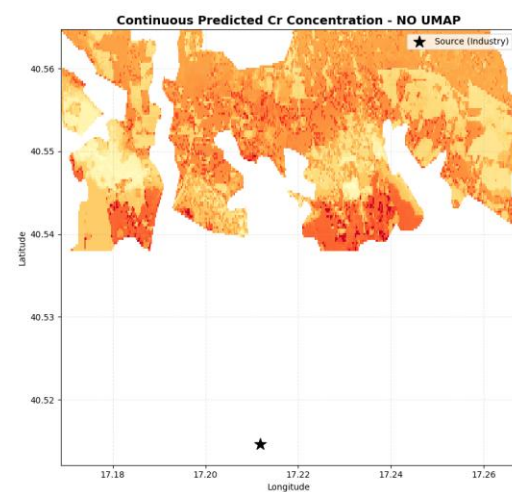 Continuous Predicted Cr Concentration - NO UMAP
Source (Industry)
40.56
40.55
40.54
40.53
40.52
Latitude
17.18
17.20
17.22
17.24
17.26
Longitude